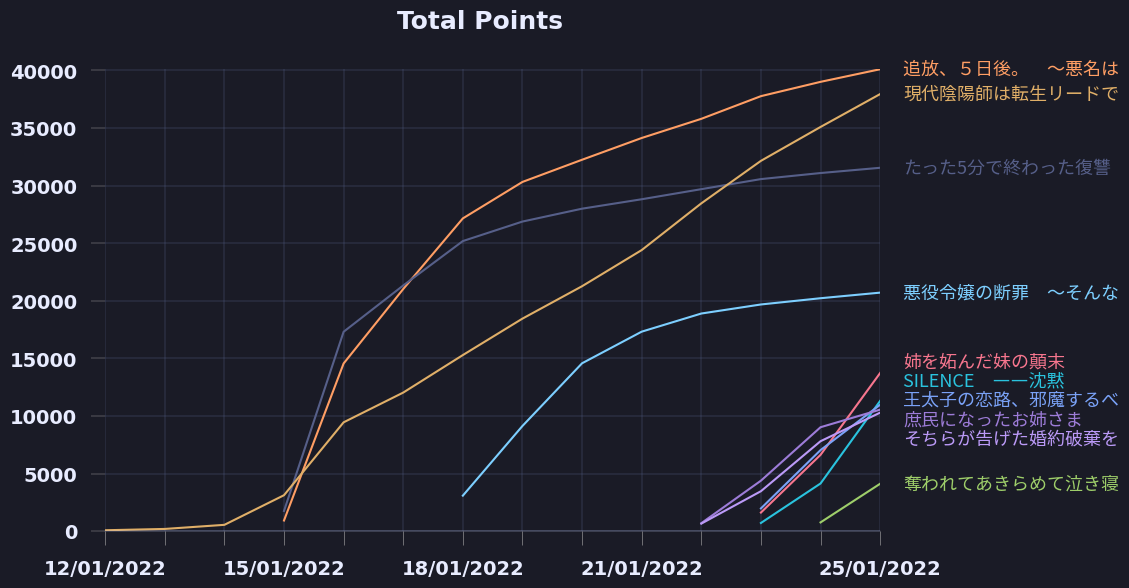 Total Points
40000
35000
30000
25000
20000
15000
10000
5000
0
12/01/2022
15/01/2022
18/01/2022
21/01/2022
25/01/2022
追放、５日後。　～悪名は
現代陰陽師は転生リードで
たった5分で終わった復讐
悪役令嬢の断罪　～そんな
姉を妬んだ妹の顛末
SILENCE　――沈黙
王太子の恋路、邪魔するべ
庶民になったお姉さま
そちらが告げた婚約破棄を
奪われてあきらめて泣き寝